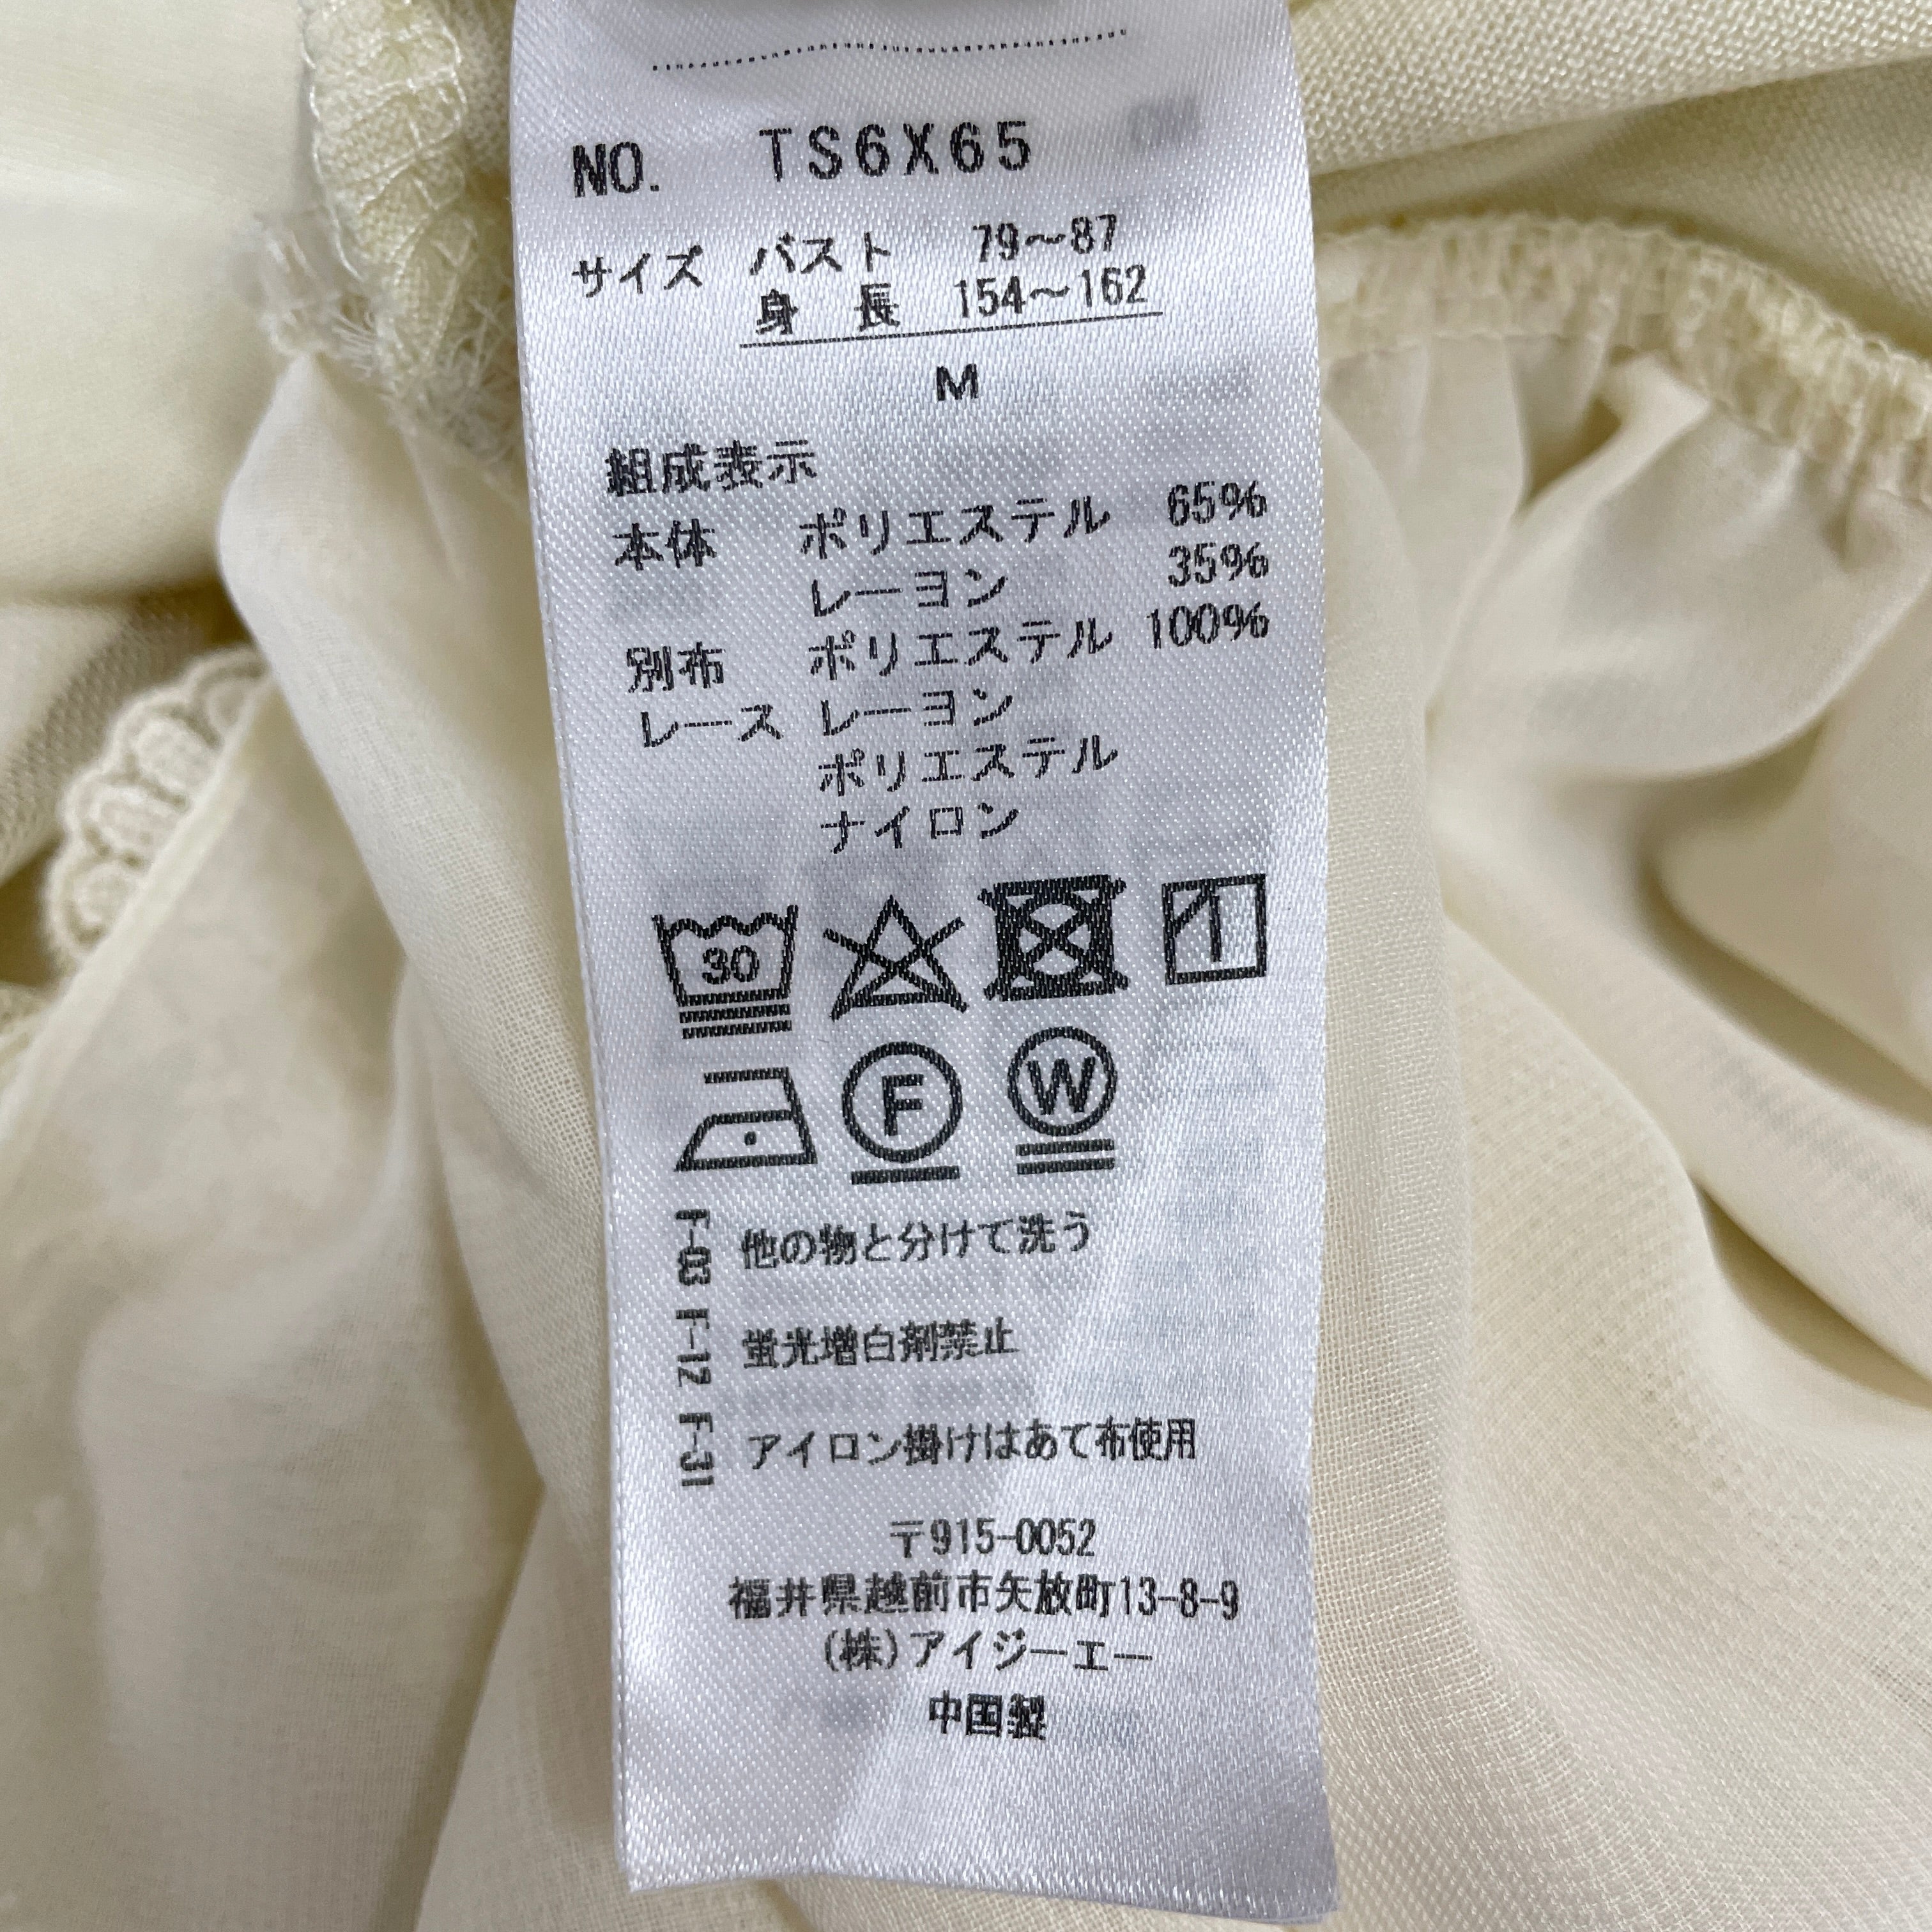 NO. TS6X65
サイズ バスト 79～87
身長 154～162
M
組成表示
本体 ポリエステル 65%
レーヨン 35%
別布 ポリエステル 100%
レース レーヨン
ポリエステル
ナイロン
30
F W
F-03 他の物と分けて洗う
F-12 蛍光増白剤禁止
F-31 アイロン掛けはあて布使用
〒915-0052
福井県越前市矢放町13-8-9
(株)アイジーエー
中国製